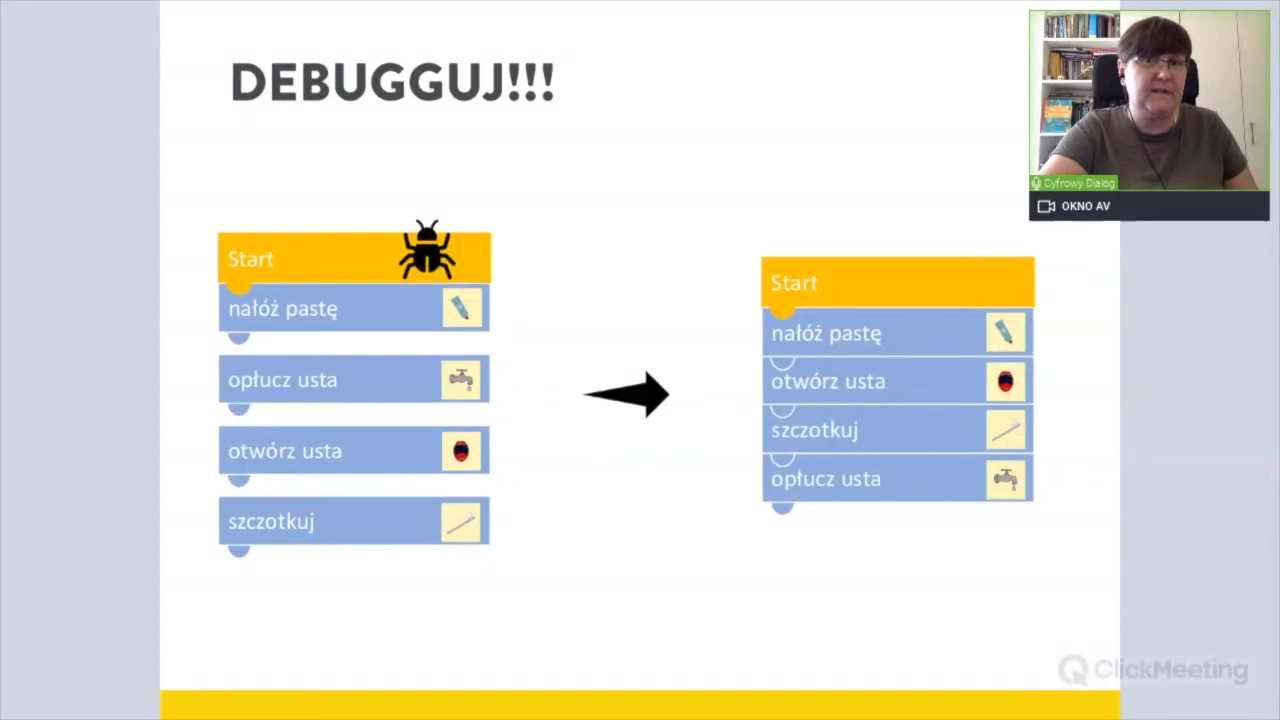 DEBUGGUJ!!!
Start
nałóż pastę
opłucz usta
otwórz usta
szczotkuj
Start
nałóż pastę
otwórz usta
szczotkuj
opłucz usta
Cyfrowy Dialog
OKNO AV
ClickMeeting